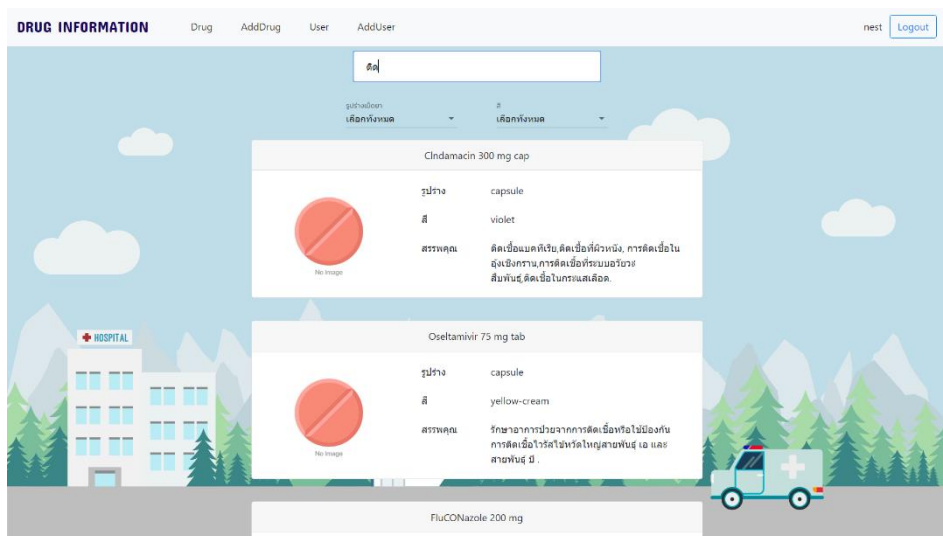 DRUG INFORMATION Drug AddDrug User AddUser nest Logout
ติด
รูปร่างเม็ดยา สี
เลือกทั้งหมด เลือกทั้งหมด
Clndamacin 300 mg cap
รูปร่าง capsule
สี violet
สรรพคุณ ติดเชื้อแบคทีเรีย,ติดเชื้อที่ผิวหนัง, การติดเชื้อใน
อุ้งเชิงกราน,การติดเชื้อที่ระบบอวัยวะ
สืบพันธุ์,ติดเชื้อในกระแสเลือด.
No Image
HOSPITAL
Oseltamivir 75 mg tab
รูปร่าง capsule
สี yellow-cream
สรรพคุณ รักษาอาการป่วยจากการติดเชื้อหรือใช้ป้องกัน
การติดเชื้อไวรัสไข้หวัดใหญ่สายพันธุ์ เอ และ
สายพันธุ์ บี .
No Image
FluCONazole 200 mg